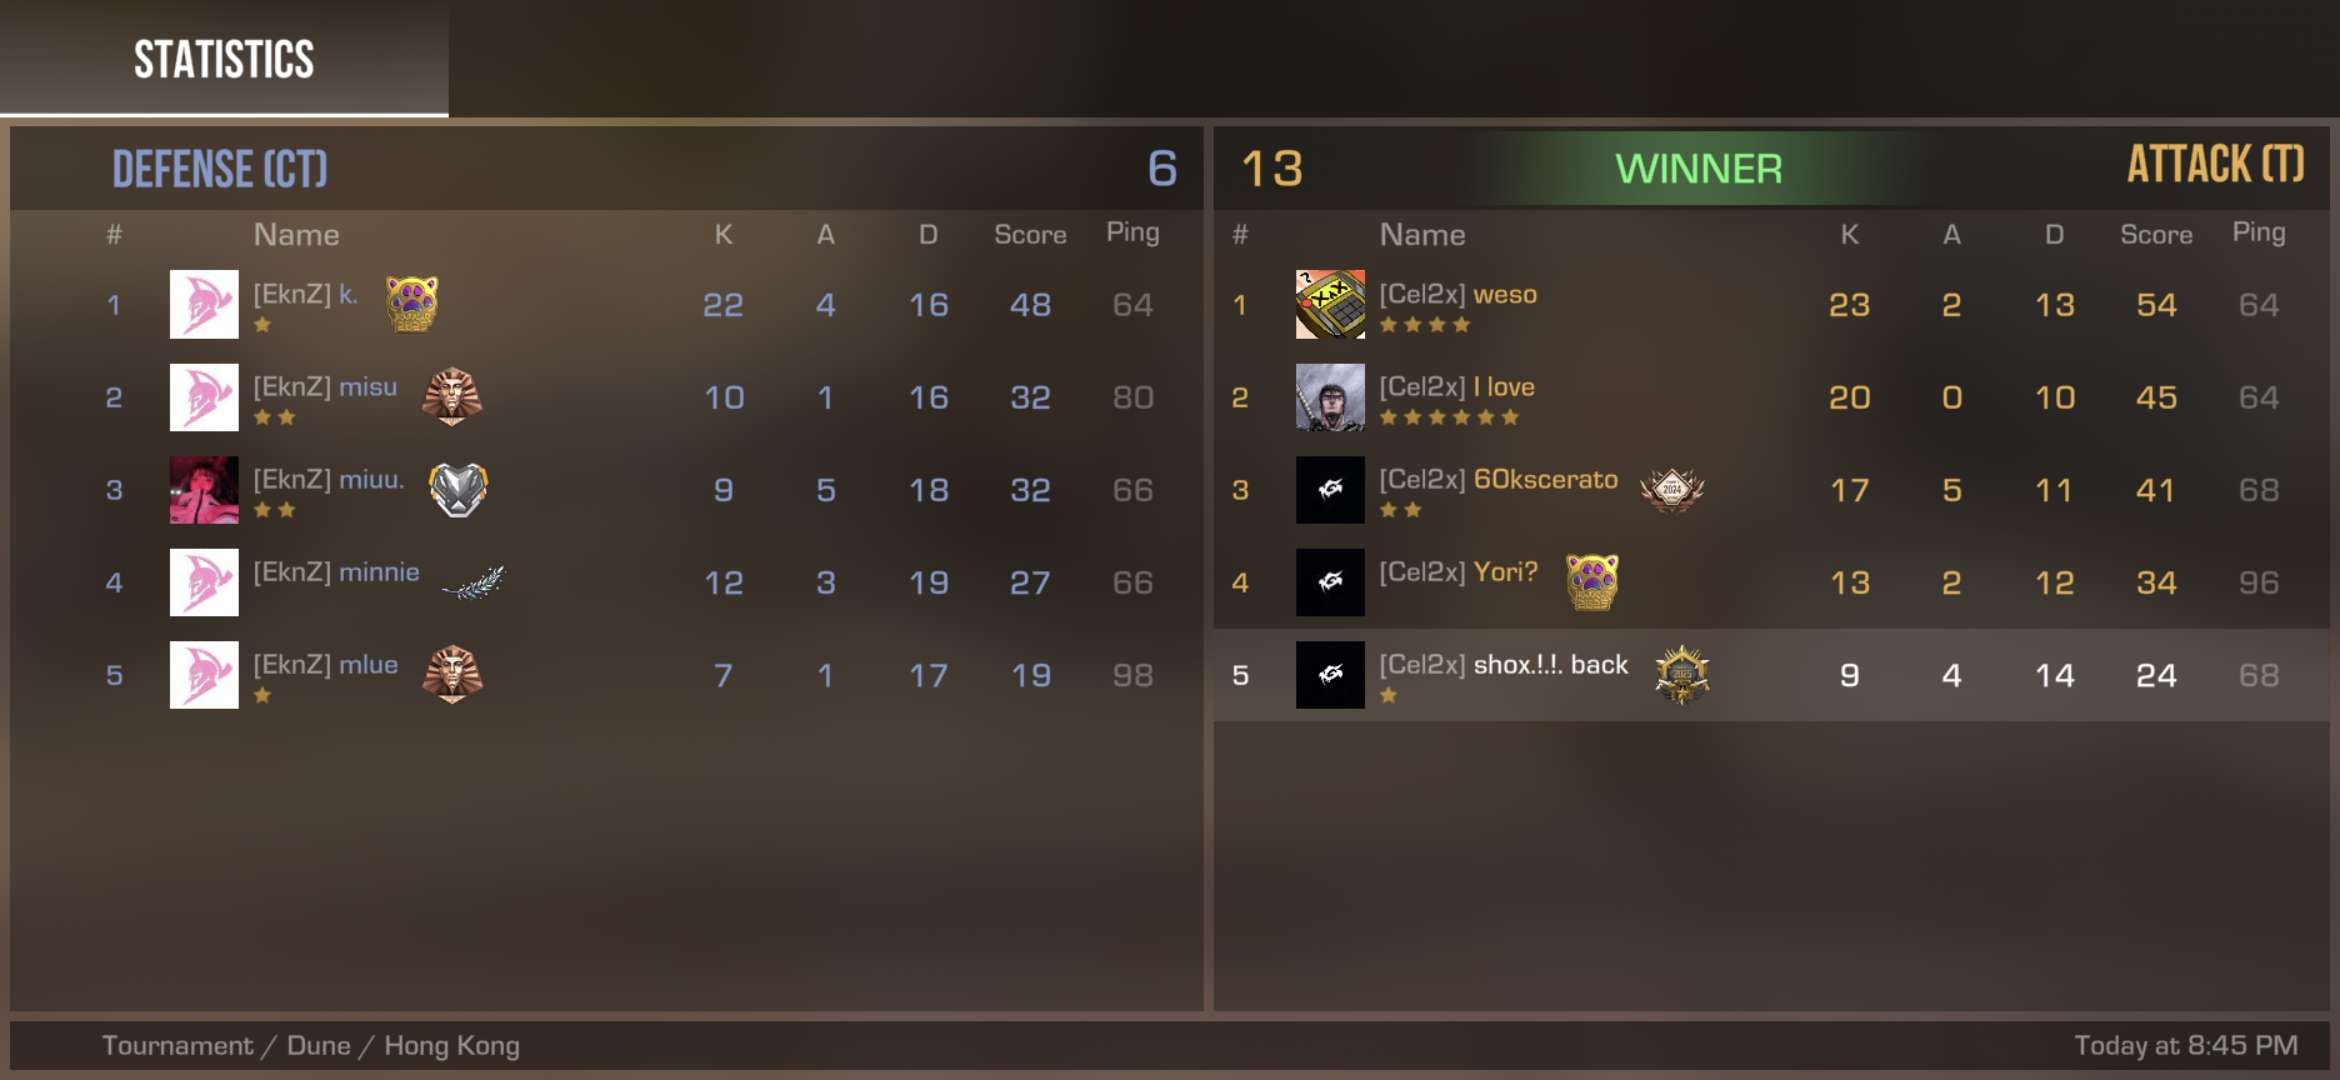 STATISTICS
DEFENSE (CT) 6
# Name K A D Score Ping
1 [EknZ] k. 22 4 16 48 64
2 [EknZ] misu 10 1 16 32 80
3 [EknZ] miuu. 9 5 18 32 66
4 [EknZ] minnie 12 3 19 27 66
5 [EknZ] mlue 7 1 17 19 98
13 WINNER ATTACK (T)
# Name K A D Score Ping
1 [Cel2x] weso 23 2 13 54 64
2 [Cel2x] I love 20 0 10 45 64
3 [Cel2x] 60kscerato 2024 17 5 11 41 68
4 [Cel2x] Yori? 13 2 12 34 96
5 [Cel2x] shox.!.!. back 2025 9 4 14 24 68
Tournament / Dune / Hong Kong
Today at 8:45 PM